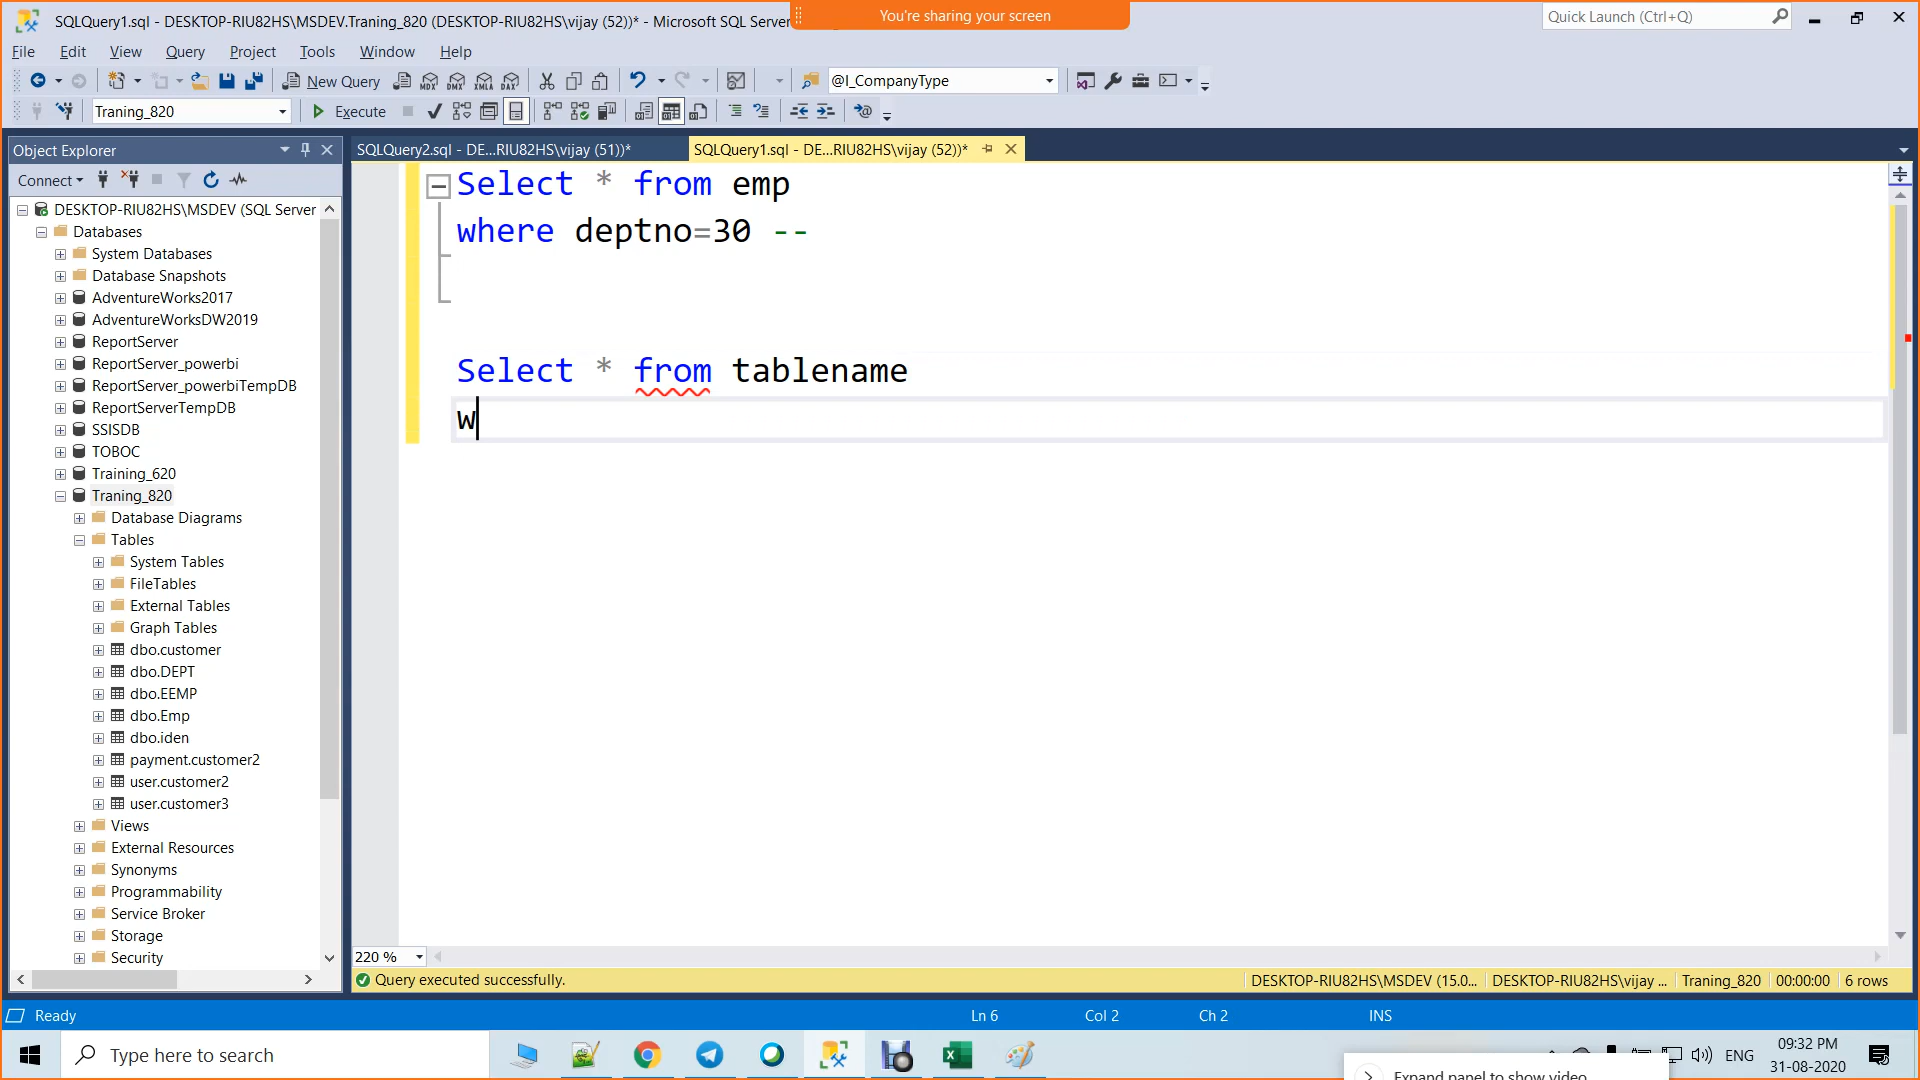 SQLQuery1.sql - DESKTOP-RIU82HS\MSDEV.Traning_820 (DESKTOP-RIU82HS\vijay (52))* - Microsoft SQL Server
You're sharing your screen
Quick Launch (Ctrl+Q)
File Edit View Query Project Tools Window Help
New Query
MDX DMX XMLA DAX
@I_CompanyType
Traning_820
Execute
Object Explorer
SQLQuery2.sql - DE...RIU82HS\vijay (51))*
SQLQuery1.sql - DE...RIU82HS\vijay (52))*
Connect
DESKTOP-RIU82HS\MSDEV (SQL Server
Databases
System Databases
Database Snapshots
AdventureWorks2017
AdventureWorksDW2019
ReportServer
ReportServer_powerbi
ReportServer_powerbiTempDB
ReportServerTempDB
SSISDB
TOBOC
Training_620
Traning_820
Database Diagrams
Tables
System Tables
FileTables
External Tables
Graph Tables
dbo.customer
dbo.DEPT
dbo.EEMP
dbo.Emp
dbo.iden
payment.customer2
user.customer2
user.customer3
Views
External Resources
Synonyms
Programmability
Service Broker
Storage
Security
Select * from emp
where deptno=30 --
Select * from tablename
w
220 %
Query executed successfully.
DESKTOP-RIU82HS\MSDEV (15.0... DESKTOP-RIU82HS\vijay ... Traning_820 00:00:00 6 rows
Ready
Ln 6 Col 2 Ch 2 INS
Type here to search
ENG
09:32 PM
31-08-2020
Expand panel to show video